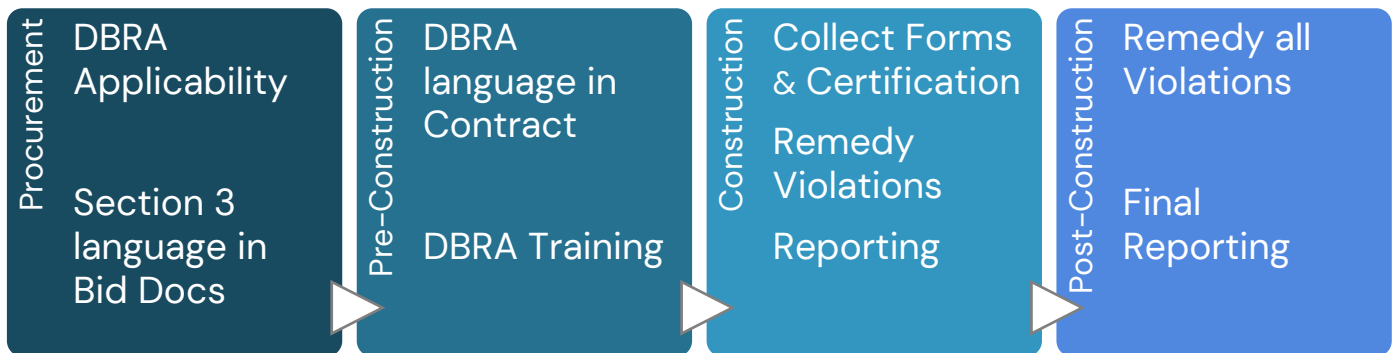 Procurement
DBRA
Applicability
Section 3
language in
Bid Docs
Pre-Construction
DBRA
language in
Contract
DBRA Training
Construction
Collect Forms
& Certification
Remedy
Violations
Reporting
Post-Construction
Remedy all
Violations
Final
Reporting